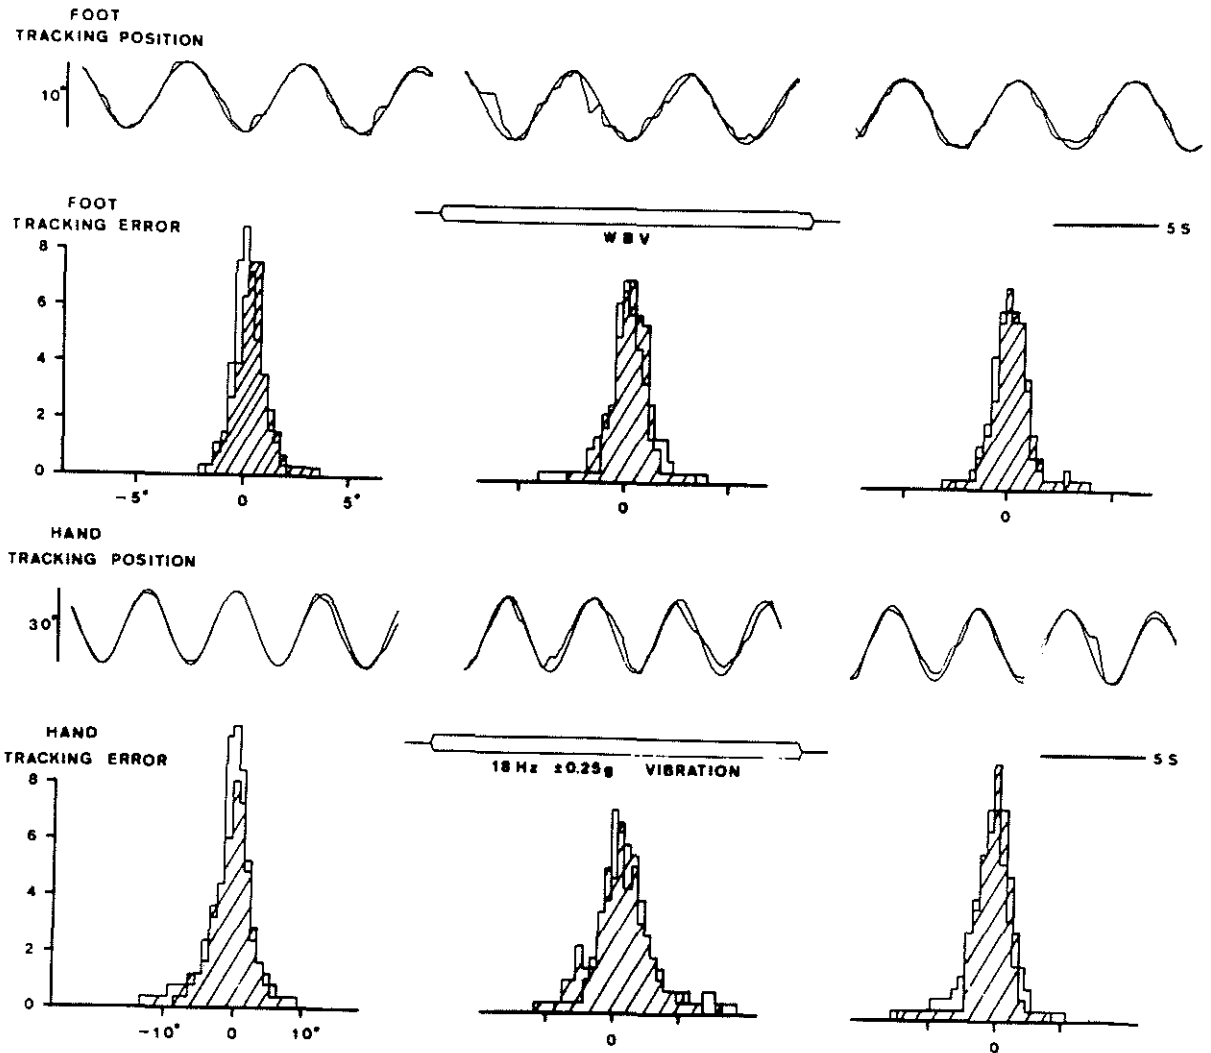 FOOT
TRACKING POSITION
10°
FOOT
TRACKING ERROR
WBV
5 S
8
6
4
2
0
−5° 0 5°
0
0
HAND
TRACKING POSITION
30°
HAND
TRACKING ERROR
18 Hz ±0.25g VIBRATION
5 S
8
6
4
2
0
−10° 0 10°
0
0